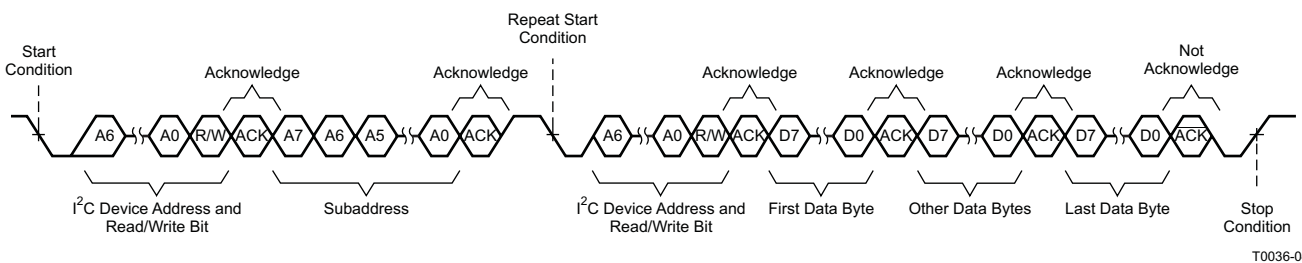 Repeat Start
Condition
Start
Condition
Not
Acknowledge
Acknowledge
Acknowledge
Acknowledge
Acknowledge
Acknowledge
A6 A0 R/W ACK A7 A6 A5 A0 ACK A6 A0 R/W ACK D7 D0 ACK D7 D0 ACK D7 D0 ACK
I2C Device Address and
Read/Write Bit
Subaddress
I2C Device Address and
Read/Write Bit
First Data Byte
Other Data Bytes
Last Data Byte
Stop
Condition
T0036-0